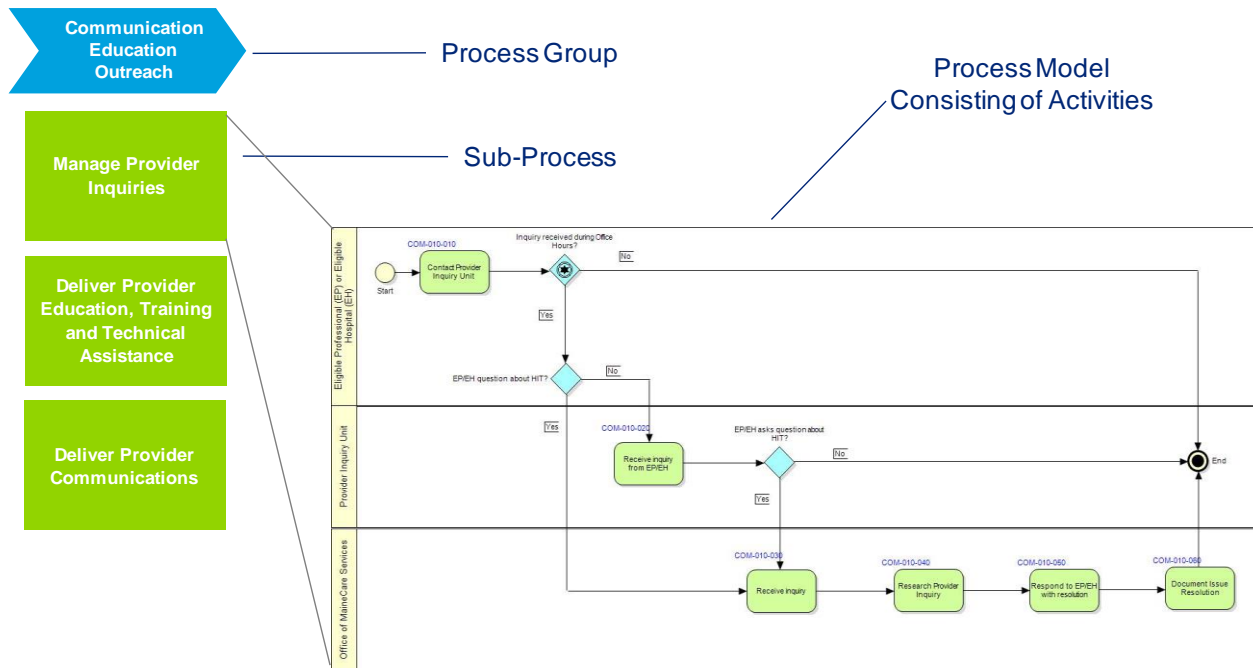 Communication
Education
Outreach
Process Group
Process Model
Consisting of Activities
Manage Provider
Inquiries
Sub-Process
Deliver Provider
Education, Training
and Technical
Assistance
Deliver Provider
Communications
Eligible Professional (EP) or Eligible
Hospital (EH)
COM-010-010
Contact Provider
Inquiry Unit
Start
Inquiry received during Office
Hours?
No
Yes
EP/EH question about HIT?
No
Yes
Provider Inquiry Unit
COM-010-020
Receive inquiry
from EP/EH
EP/EH asks question about
HIT?
No
Yes
End
Office of MaineCare Services
COM-010-030
Receive inquiry
COM-010-040
Research Provider
Inquiry
COM-010-050
Respond to EP/EH
with resolution
COM-010-060
Document Issue
Resolution